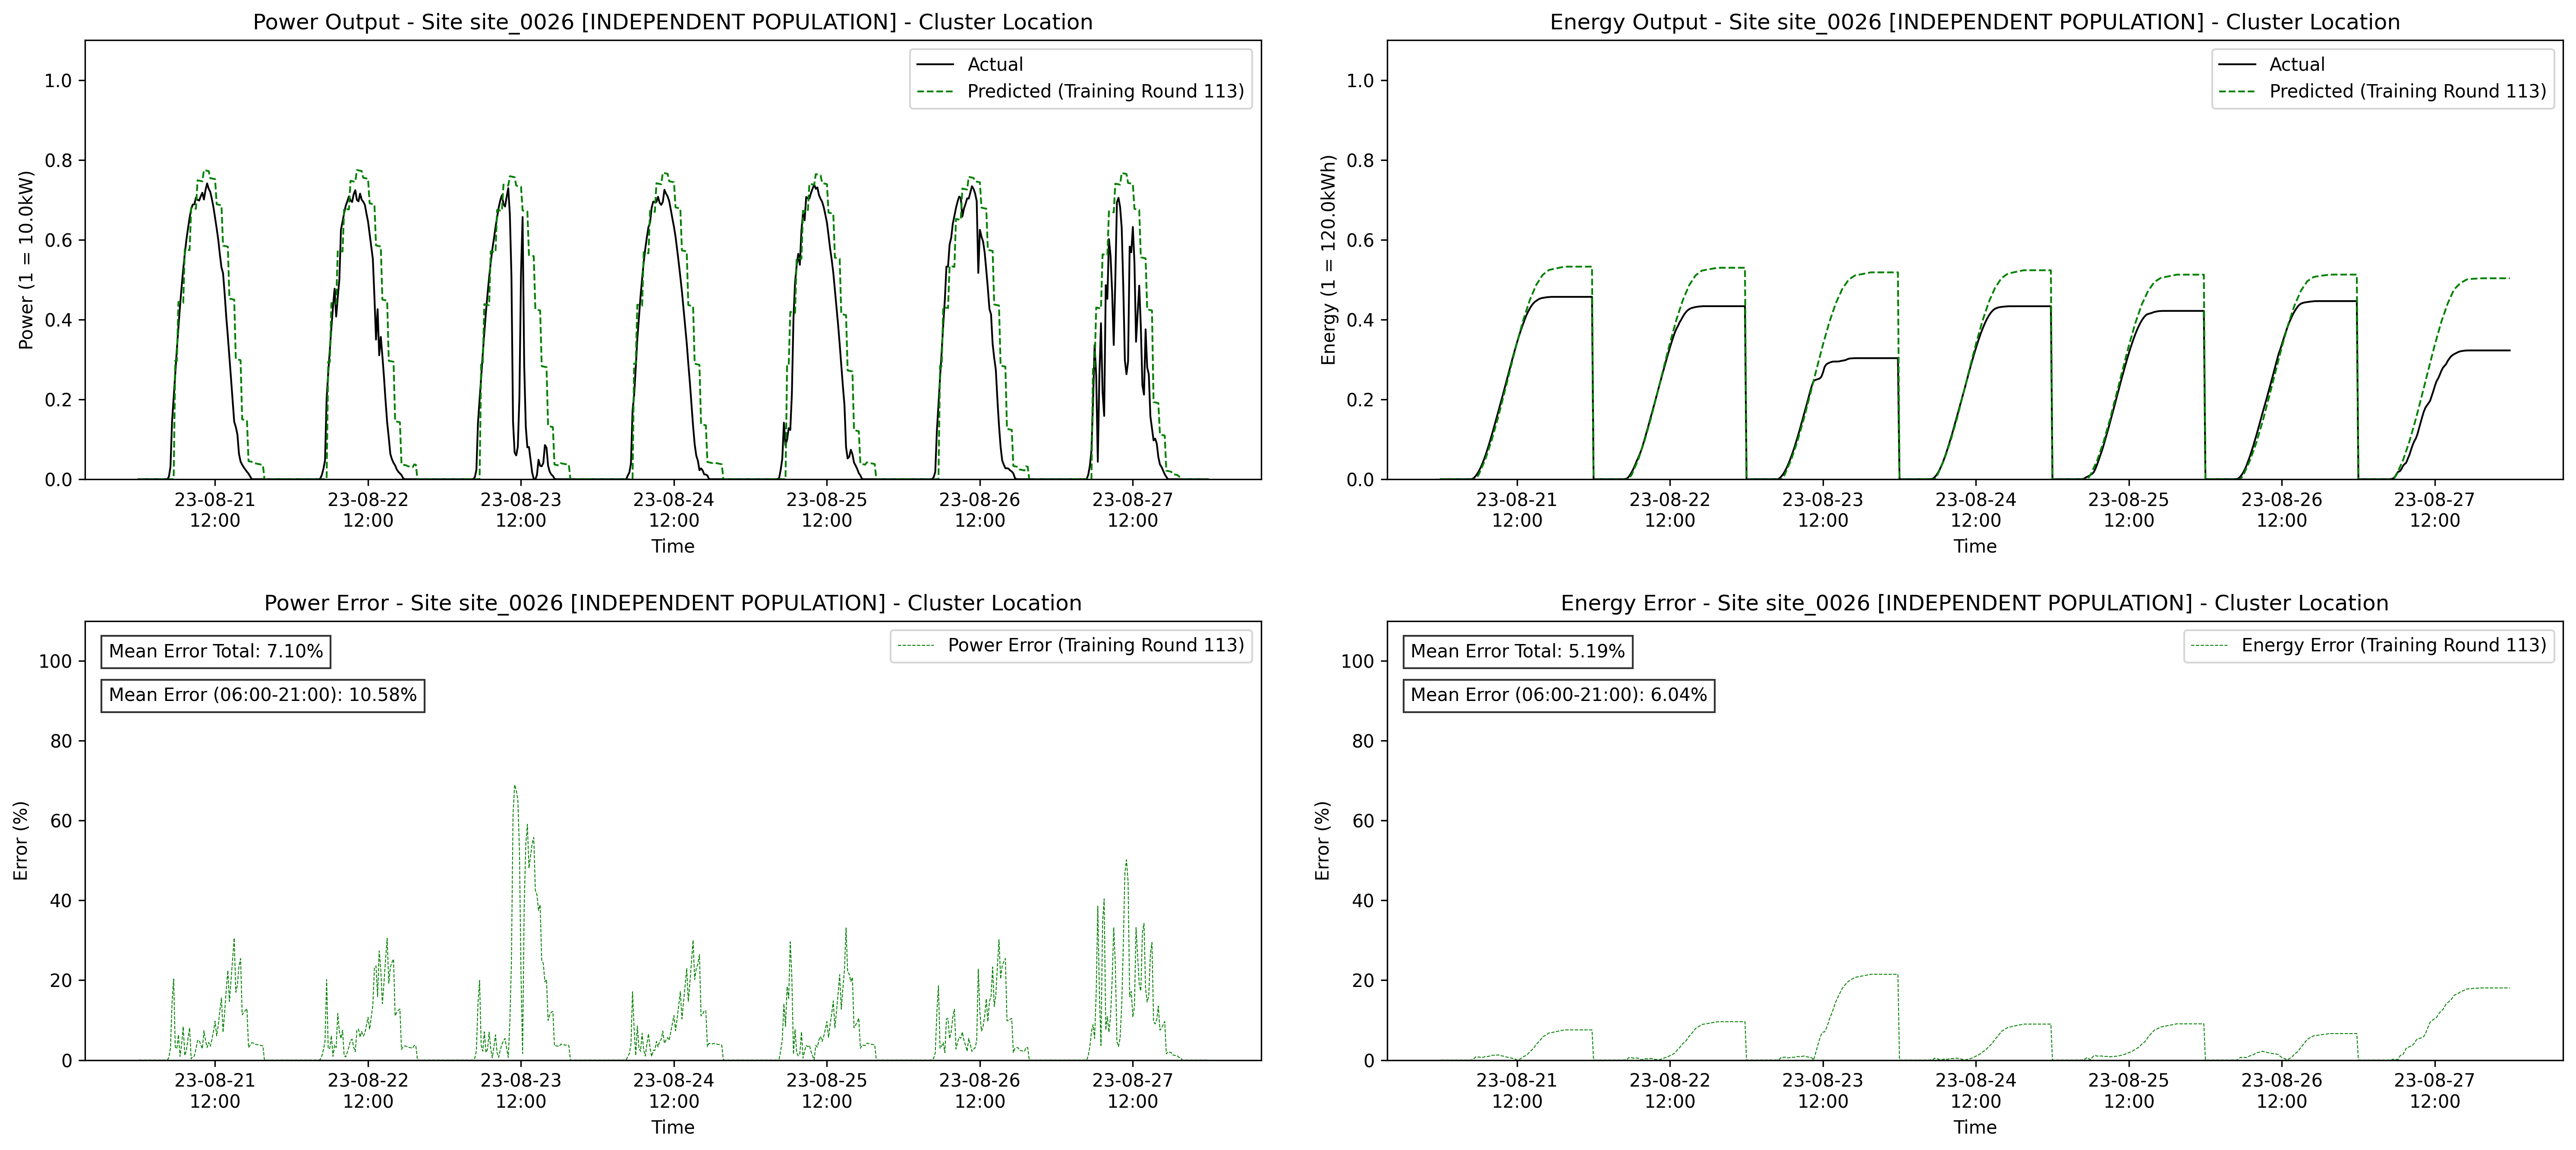 Power Output - Site site_0026 [INDEPENDENT POPULATION] - Cluster Location
Actual
Predicted (Training Round 113)
Power (1 = 10.0kW)
1.0
0.8
0.6
0.4
0.2
0.0
23-08-21 12:00
23-08-22 12:00
23-08-23 12:00
23-08-24 12:00
23-08-25 12:00
23-08-26 12:00
23-08-27 12:00
Time
Energy Output - Site site_0026 [INDEPENDENT POPULATION] - Cluster Location
Actual
Predicted (Training Round 113)
Energy (1 = 120.0kWh)
1.0
0.8
0.6
0.4
0.2
0.0
23-08-21 12:00
23-08-22 12:00
23-08-23 12:00
23-08-24 12:00
23-08-25 12:00
23-08-26 12:00
23-08-27 12:00
Time
Power Error - Site site_0026 [INDEPENDENT POPULATION] - Cluster Location
Mean Error Total: 7.10%
Mean Error (06:00-21:00): 10.58%
Power Error (Training Round 113)
Error (%)
100
80
60
40
20
0
23-08-21 12:00
23-08-22 12:00
23-08-23 12:00
23-08-24 12:00
23-08-25 12:00
23-08-26 12:00
23-08-27 12:00
Time
Energy Error - Site site_0026 [INDEPENDENT POPULATION] - Cluster Location
Mean Error Total: 5.19%
Mean Error (06:00-21:00): 6.04%
Energy Error (Training Round 113)
Error (%)
100
80
60
40
20
0
23-08-21 12:00
23-08-22 12:00
23-08-23 12:00
23-08-24 12:00
23-08-25 12:00
23-08-26 12:00
23-08-27 12:00
Time